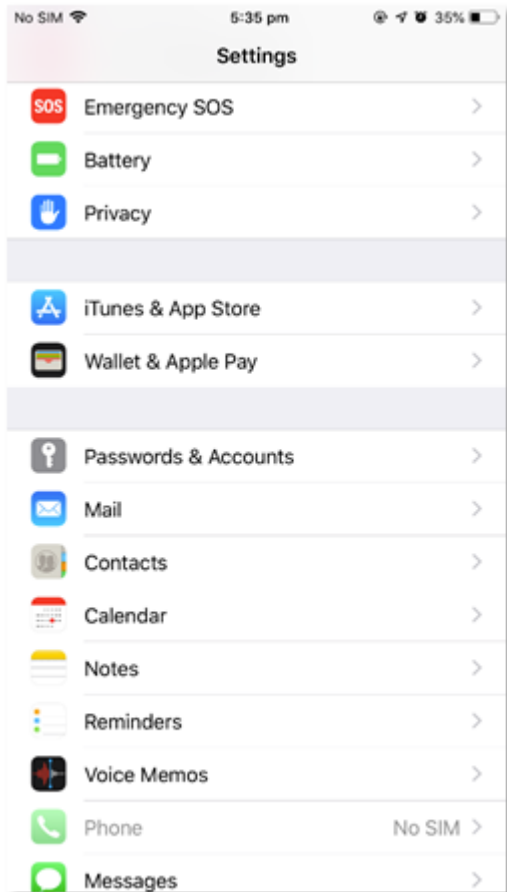 No SIM 5:35 pm 35%
Settings
SOS Emergency SOS
Battery
Privacy
iTunes & App Store
Wallet & Apple Pay
Passwords & Accounts
Mail
Contacts
Calendar
Notes
Reminders
Voice Memos
Phone No SIM
Messages